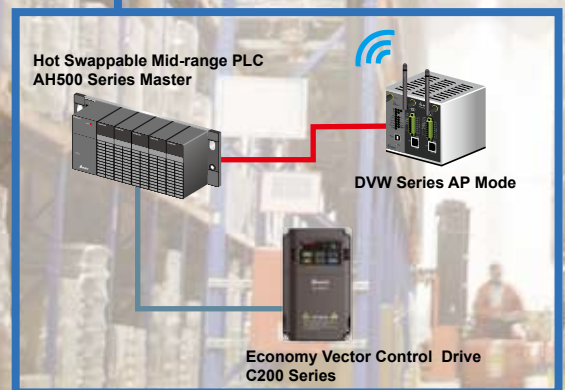 Hot Swappable Mid-range PLC
AH500 Series Master
DVW Series AP Mode
Economy Vector Control Drive
C200 Series